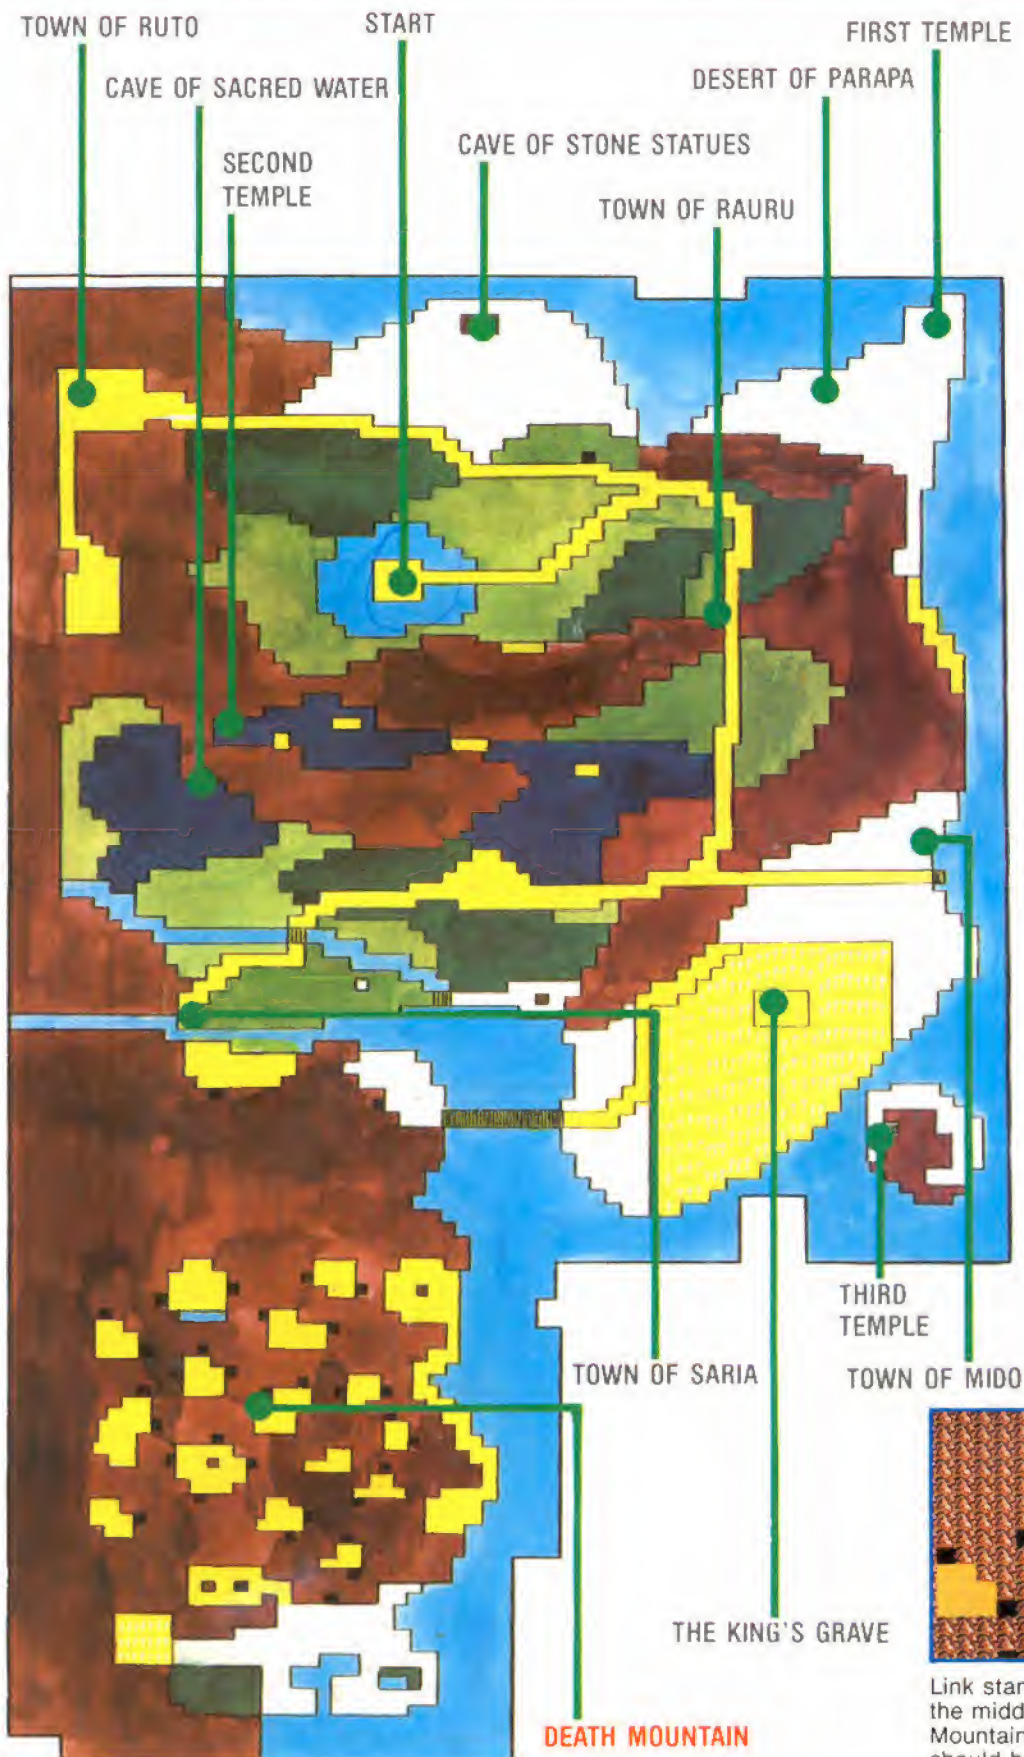 TOWN OF RUTO
START
FIRST TEMPLE
CAVE OF SACRED WATER
DESERT OF PARAPA
SECOND
TEMPLE
CAVE OF STONE STATUES
TOWN OF RAURU
THIRD
TEMPLE
TOWN OF SARIA
TOWN OF MIDO
THE KING'S GRAVE
DEATH MOUNTAIN
Link star
the midd
Mountain
should b